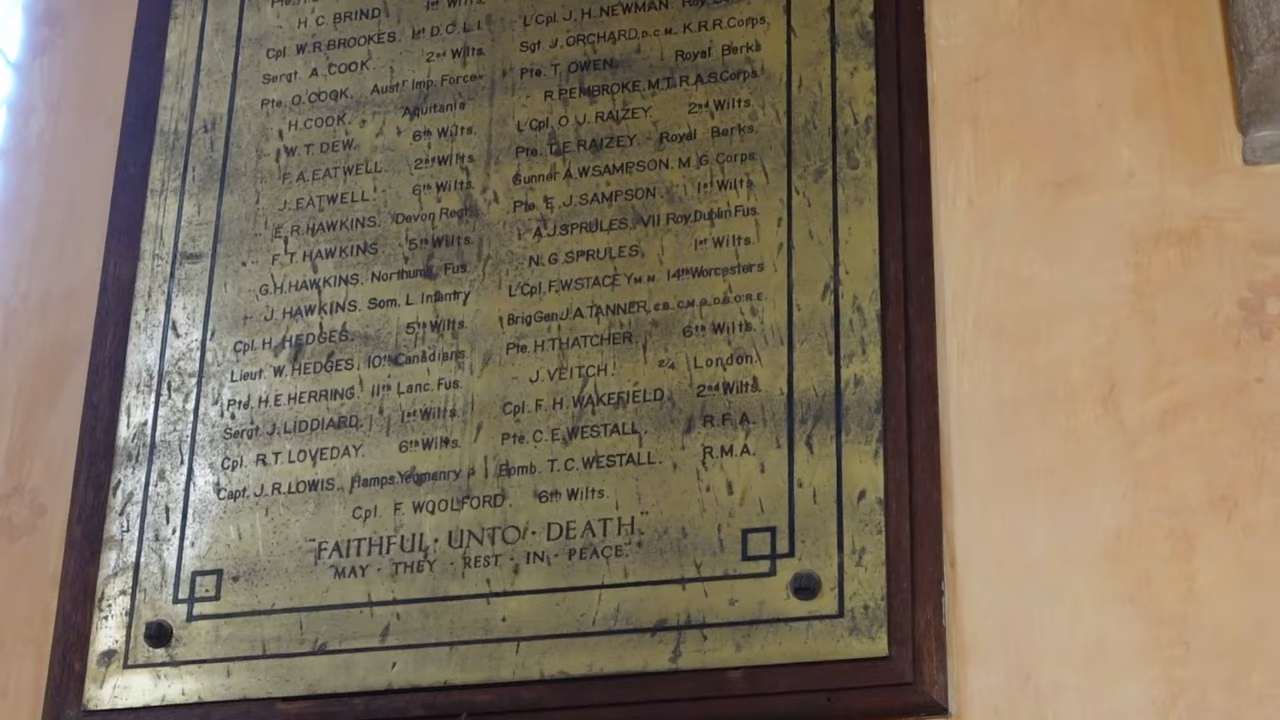 H. C. BRIND 1st Wilts.
Cpl. W. R. BROOKES. 1st D.C.L.I.
Sergt. A. COOK. 2nd Wilts.
Pte. O. COOK. Austn Imp. Force
" H. COOK. Aquitania
" W. T. DEW. 6th Wilts.
" F. A. EATWELL. 2nd Wilts.
" J. EATWELL. 6th Wilts.
" E. R. HAWKINS. Devon Regt.
" F. T. HAWKINS 5th Wilts.
" G. H. HAWKINS. Northum. Fus.
" J. HAWKINS. Som. L. Infantry
Cpl. H. HEDGES. 5th Wilts.
Lieut. W. HEDGES. 10th Canadians.
Pte. H. E. HERRING. 11th Lanc. Fus.
Sergt. J. LIDDIARD. 1st Wilts.
Cpl. R. T. LOVEDAY. 6th Wilts.
Capt. J. R. LOWIS. Hamps. Yeomanry
L'Cpl. J. H. NEWMAN. Roy.
Sgt. J. ORCHARD, D.C.M. K.R.R. Corps.
Pte. T. OWEN. Royal Berks
" R. PEMBROKE. M.T. R.A.S. Corps.
L'Cpl. O. J. RAIZEY. 2nd Wilts.
Pte. T. E. RAIZEY. Royal Berks.
Gunner A. W. SAMPSON. M. G. Corps.
Pte. E. J. SAMPSON. 1st Wilts
" A. J. SPRULES. VII Roy. Dublin Fus.
" N. G. SPRULES. 1st Wilts.
L'Cpl. F. W. STACEY M.M. 14th Worcesters
Brig Gen J. A. TANNER, C.B. C.M.G. D.S.O. R.E.
Pte. H. THATCHER. 6th Wilts.
" J. VEITCH. 2/4 London.
Cpl. F. H. WAKEFIELD. 2nd Wilts.
Pte. C. E. WESTALL. R.F.A.
Bomb. T. C. WESTALL. R.M.A.
Cpl. F. WOOLFORD. 6th Wilts.
"FAITHFUL · UNTO · DEATH."
"MAY · THEY · REST · IN · PEACE."